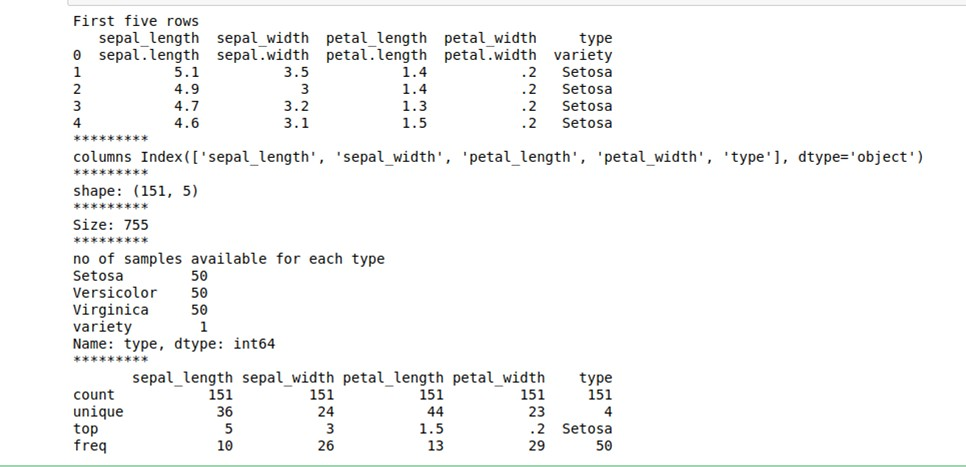 First five rows
sepal_length sepal_width petal_length petal_width type
0 sepal.length sepal.width petal.length petal.width variety
1 5.1 3.5 1.4 .2 Setosa
2 4.9 3 1.4 .2 Setosa
3 4.7 3.2 1.3 .2 Setosa
4 4.6 3.1 1.5 .2 Setosa
*********
columns Index(['sepal_length', 'sepal_width', 'petal_length', 'petal_width', 'type'], dtype='object')
*********
shape: (151, 5)
*********
Size: 755
*********
no of samples available for each type
Setosa 50
Versicolor 50
Virginica 50
variety 1
Name: type, dtype: int64
*********
sepal_length sepal_width petal_length petal_width type
count 151 151 151 151 151
unique 36 24 44 23 4
top 5 3 1.5 .2 Setosa
freq 10 26 13 29 50